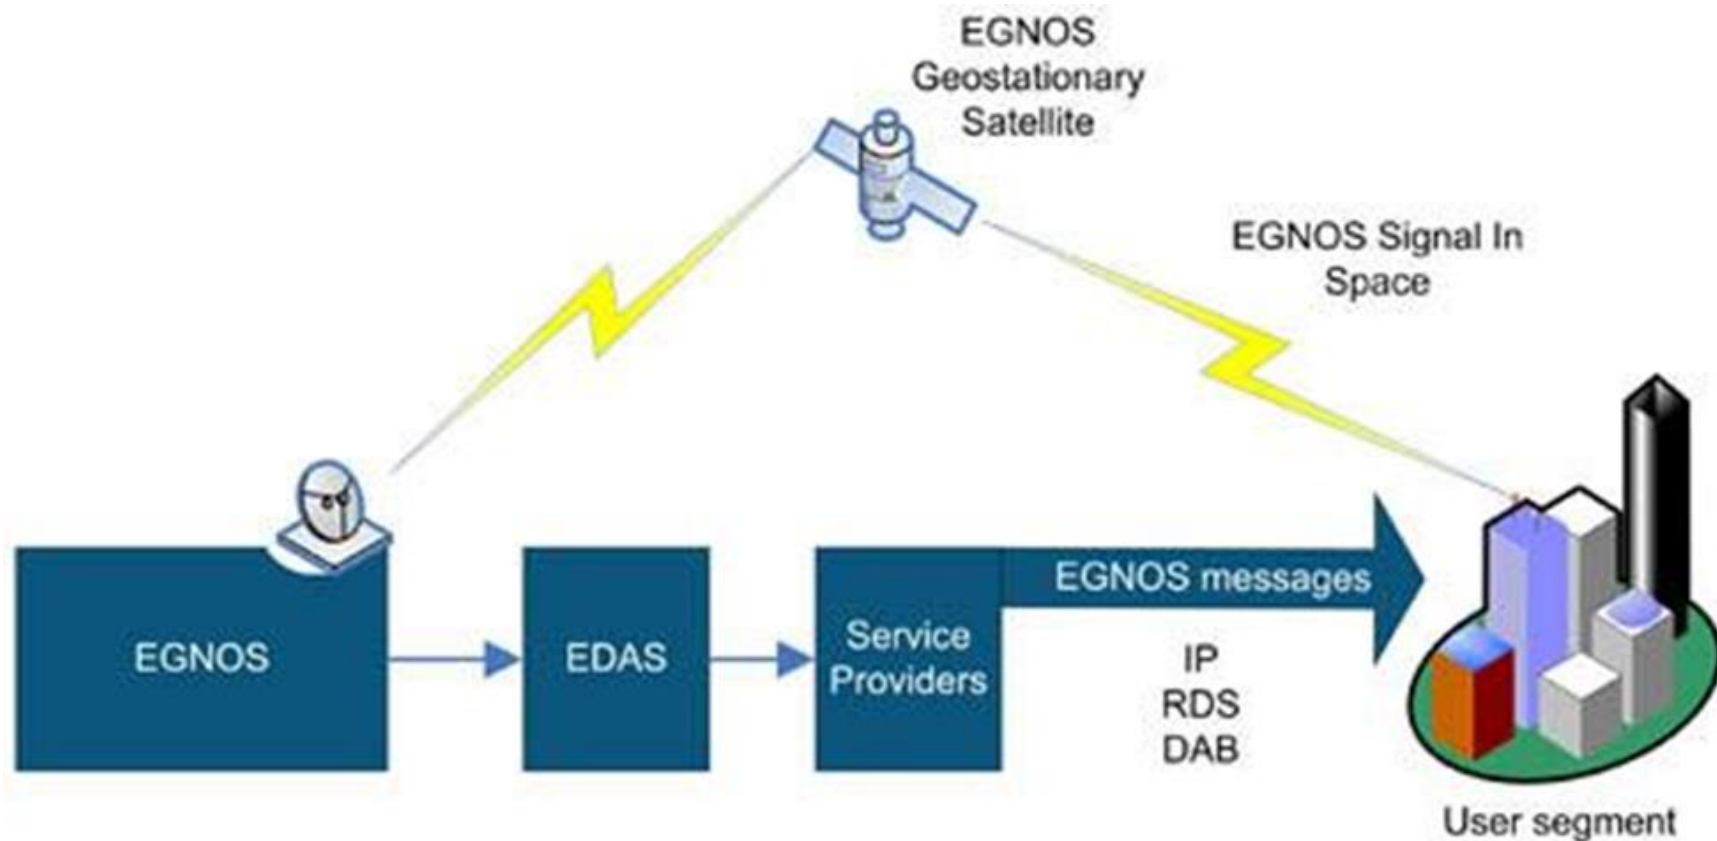 EGNOS
Geostationary
Satellite
EGNOS Signal In
Space
EGNOS
EDAS
Service
Providers
EGNOS messages
IP
RDS
DAB
User segment